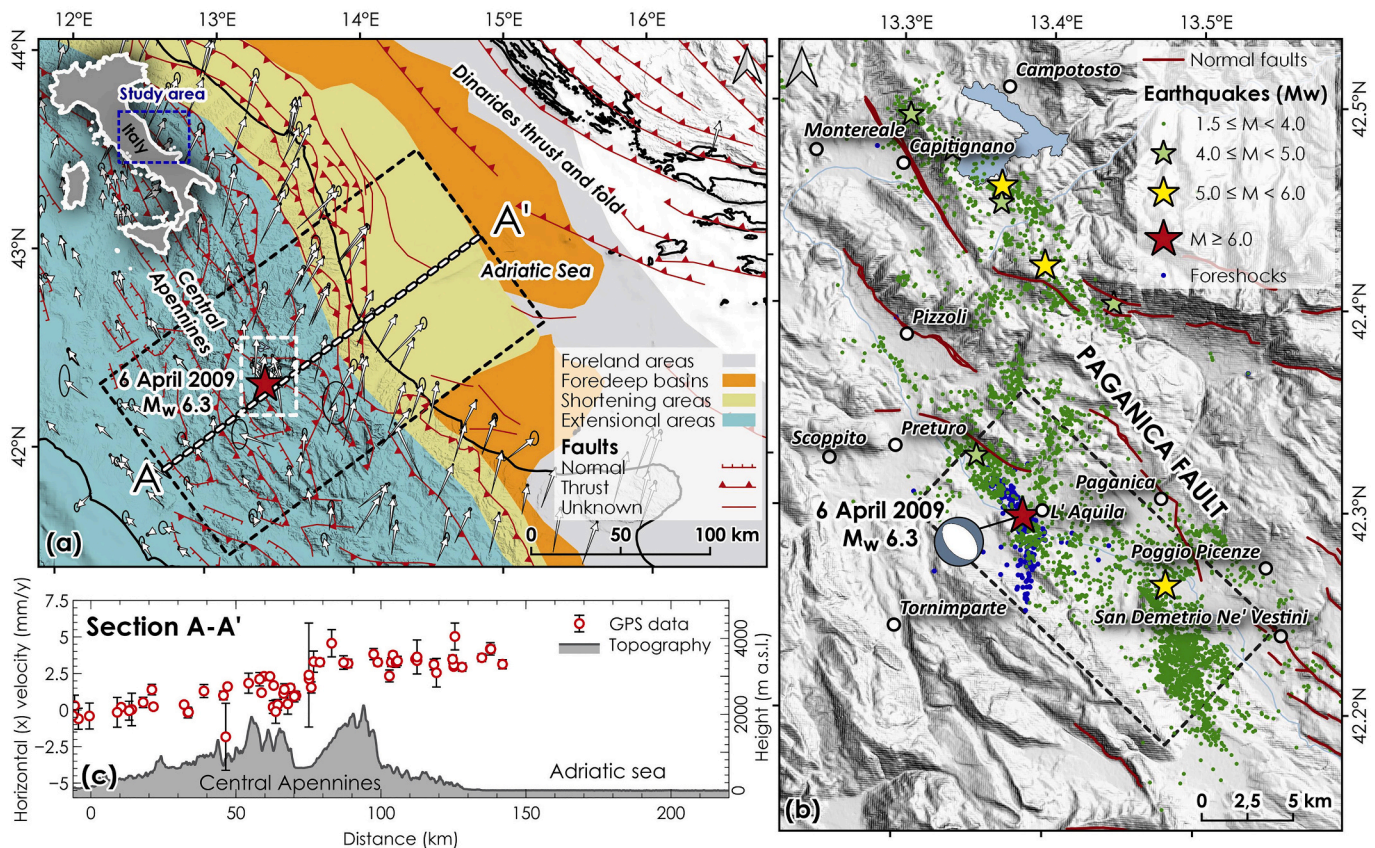 12°E
13°E
14°E
15°E
16°E
44°N
43°N
42°N
Study area
Italy
Dinarides thrust and fold
A'
Adriatic Sea
Central
Apennines
6 April 2009
Mw 6.3
A
(a)
Foreland areas
Foredeep basins
Shortening areas
Extensional areas
Faults
Normal
Thrust
Unknown
100 km
0 50
13.3°E
13.4°E
13.5°E
Campotosto
Normal faults
Earthquakes (Mw)
1.5 ≤ M < 4.0
4.0 ≤ M < 5.0
5.0 ≤ M < 6.0
M ≥ 6.0
Foreshocks
42.5°N
42.4°N
42.3°N
42.2°N
Montereale
Capitignano
Pizzoli
PAGANICA FAULT
Preturo
Scoppito
Paganica
L' Aquila
6 April 2009
Mw 6.3
Poggio Picenze
Tornimparte
San Demetrio Ne' Vestini
0 2,5 5 km
(b)
Section A-A'
GPS data
Topography
Horizontal (x) velocity (mm/y)
7.5
5
2.5
0
−2.5
−5
Height (m a.s.l.)
4000
2000
0
(c)
Central Apennines
Adriatic sea
0 50 100 150 200
Distance (km)